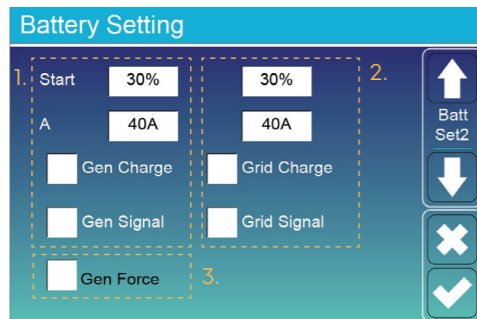 Battery Setting
1. Start 30% 30% 2.
A 40A 40A
Gen Charge Grid Charge
Gen Signal Grid Signal
Gen Force 3.
Batt
Set2